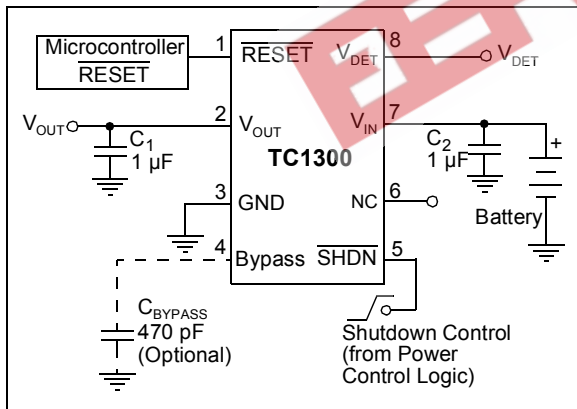 Microcontroller
RESET
1
RESET
VDET
8
VDET
VOUT
2
VOUT
VIN
7
C1
1 µF
TC1300
C2
1 µF
+
3
GND
NC
6
Battery
4
Bypass
SHDN
5
CBYPASS
470 pF
(Optional)
Shutdown Control
(from Power
Control Logic)